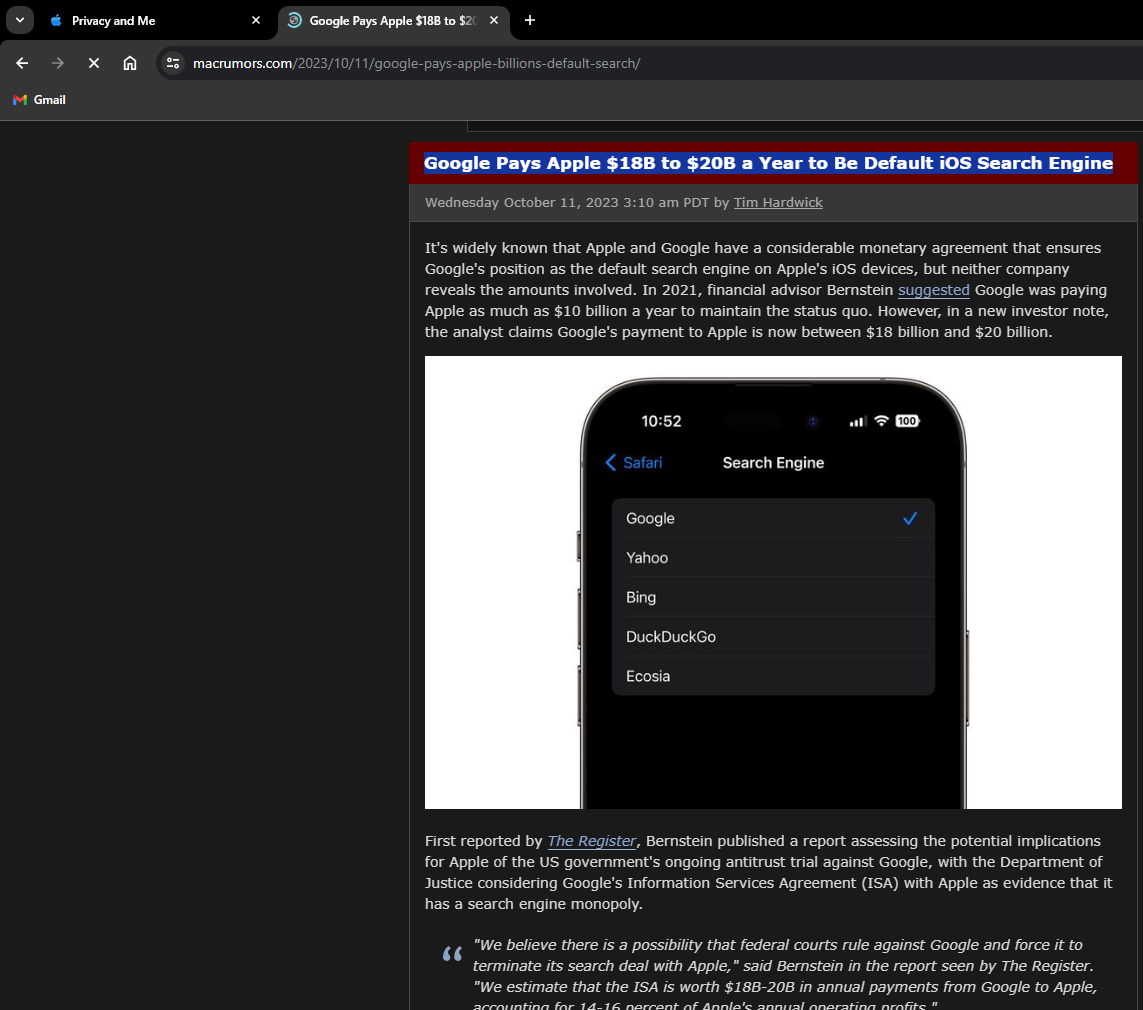 Privacy and Me
Google Pays Apple $18B to $20
macrumors.com/2023/10/11/google-pays-apple-billions-default-search/
Gmail
Google Pays Apple $18B to $20B a Year to Be Default iOS Search Engine
Wednesday October 11, 2023 3:10 am PDT by Tim Hardwick
It's widely known that Apple and Google have a considerable monetary agreement that ensures
Google's position as the default search engine on Apple's iOS devices, but neither company
reveals the amounts involved. In 2021, financial advisor Bernstein suggested Google was paying
Apple as much as $10 billion a year to maintain the status quo. However, in a new investor note,
the analyst claims Google's payment to Apple is now between $18 billion and $20 billion.
10:52
100
Safari
Search Engine
Google
Yahoo
Bing
DuckDuckGo
Ecosia
First reported by The Register, Bernstein published a report assessing the potential implications
for Apple of the US government's ongoing antitrust trial against Google, with the Department of
Justice considering Google's Information Services Agreement (ISA) with Apple as evidence that it
has a search engine monopoly.
"We believe there is a possibility that federal courts rule against Google and force it to
terminate its search deal with Apple," said Bernstein in the report seen by The Register.
"We estimate that the ISA is worth $18B-20B in annual payments from Google to Apple,
accounting for 14-16 percent of Apple's annual operating profits."